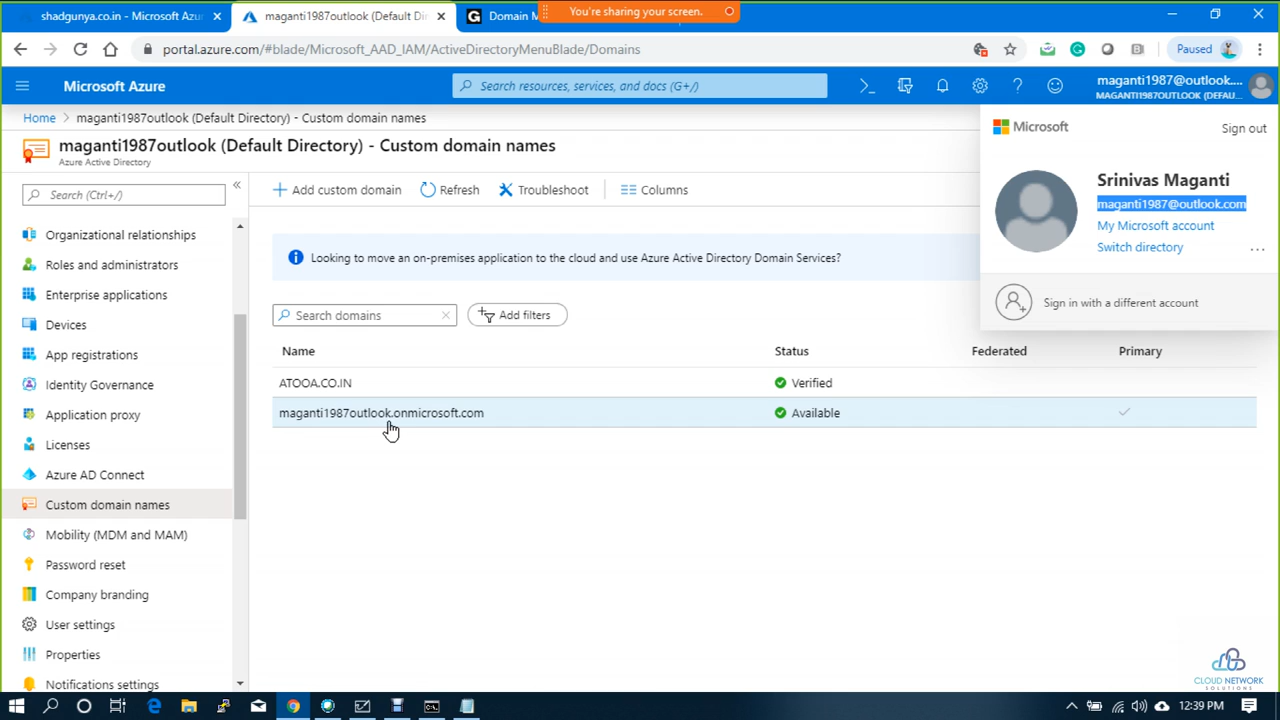 shadgunya.co.in - Microsoft Azur
maganti1987outlook (Default Dire
Domain M
You're sharing your screen.
portal.azure.com/#blade/Microsoft_AAD_IAM/ActiveDirectoryMenuBlade/Domains
Paused
Microsoft Azure
Search resources, services, and docs (G+/)
maganti1987@outlook....
MAGANTI1987OUTLOOK (DEFAU...
Home > maganti1987outlook (Default Directory) - Custom domain names
maganti1987outlook (Default Directory) - Custom domain names
Azure Active Directory
Microsoft
Sign out
Srinivas Maganti
maganti1987@outlook.com
My Microsoft account
Switch directory
...
Sign in with a different account
Search (Ctrl+/)
Organizational relationships
Roles and administrators
Enterprise applications
Devices
App registrations
Identity Governance
Application proxy
Licenses
Azure AD Connect
Custom domain names
Mobility (MDM and MAM)
Password reset
Company branding
User settings
Properties
Notifications settings
Add custom domain
Refresh
Troubleshoot
Columns
Looking to move an on-premises application to the cloud and use Azure Active Directory Domain Services?
Search domains
Add filters
Name Status Federated Primary
ATOOA.CO.IN Verified
maganti1987outlook.onmicrosoft.com Available
CLOUD NETWORK
SOLUTIONS
12:39 PM